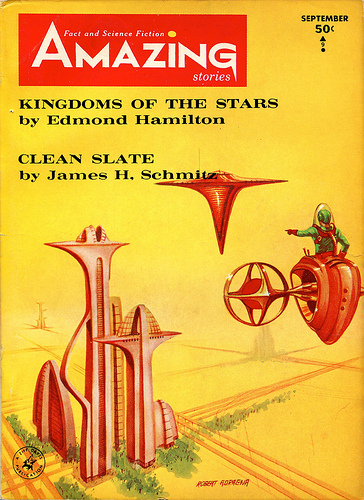 Fact and Science Fiction
AMAZING
stories
SEPTEMBER
50¢
KINGDOMS OF THE STARS
by Edmond Hamilton
CLEAN SLATE
by James H. Schmitz
ROBERT ADRAGNA